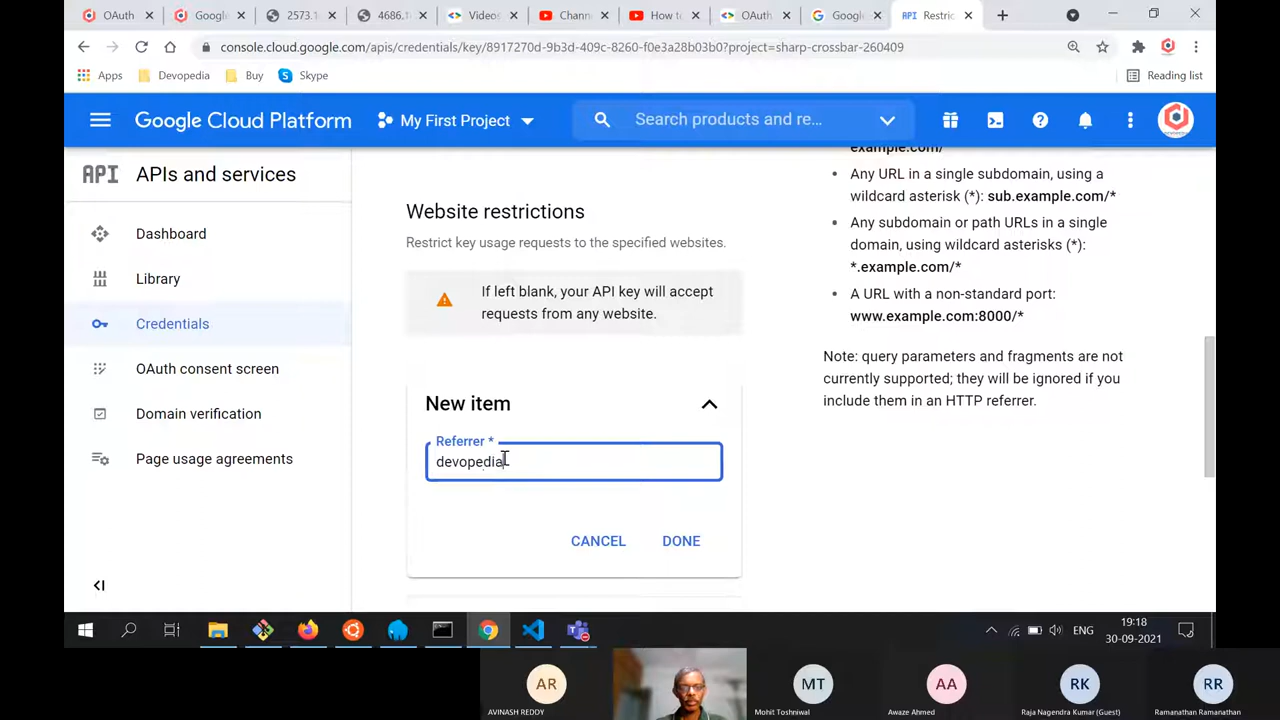 OAuth
Google
2573.1
4686.1
Videos
Chann
How to
OAuth
Google
API Restric
console.cloud.google.com/apis/credentials/key/8917270d-9b3d-409c-8260-f0e3a28b03b0?project=sharp-crossbar-260409
Apps
Devopedia
Buy
Skype
Reading list
Google Cloud Platform
My First Project
Search products and re...
API APIs and services
Dashboard
Library
Credentials
OAuth consent screen
Domain verification
Page usage agreements
Website restrictions
Restrict key usage requests to the specified websites.
If left blank, your API key will accept
requests from any website.
New item
Referrer *
devopedia
CANCEL
DONE
example.com/
• Any URL in a single subdomain, using a
wildcard asterisk (*): sub.example.com/*
• Any subdomain or path URLs in a single
domain, using wildcard asterisks (*):
*.example.com/*
• A URL with a non-standard port:
www.example.com:8000/*
Note: query parameters and fragments are not
currently supported; they will be ignored if you
include them in an HTTP referrer.
ENG
19:18
30-09-2021
AR
AVINASH REDDY
MT
Mohit Toshniwal
AA
Awaze Ahmed
RK
Raja Nagendra Kumar (Guest)
RR
Ramanathan Ramanathan